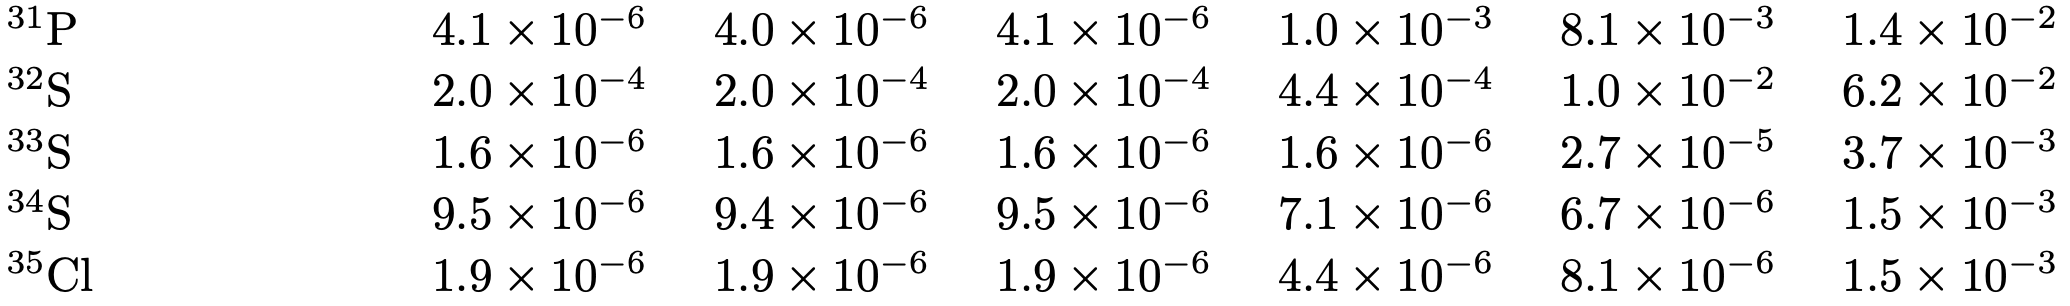 ³¹P 4.1 × 10⁻⁶ 4.0 × 10⁻⁶ 4.1 × 10⁻⁶ 1.0 × 10⁻³ 8.1 × 10⁻³ 1.4 × 10⁻²
³²S 2.0 × 10⁻⁴ 2.0 × 10⁻⁴ 2.0 × 10⁻⁴ 4.4 × 10⁻⁴ 1.0 × 10⁻² 6.2 × 10⁻²
³³S 1.6 × 10⁻⁶ 1.6 × 10⁻⁶ 1.6 × 10⁻⁶ 1.6 × 10⁻⁶ 2.7 × 10⁻⁵ 3.7 × 10⁻³
³⁴S 9.5 × 10⁻⁶ 9.4 × 10⁻⁶ 9.5 × 10⁻⁶ 7.1 × 10⁻⁶ 6.7 × 10⁻⁶ 1.5 × 10⁻³
³⁵Cl 1.9 × 10⁻⁶ 1.9 × 10⁻⁶ 1.9 × 10⁻⁶ 4.4 × 10⁻⁶ 8.1 × 10⁻⁶ 1.5 × 10⁻³